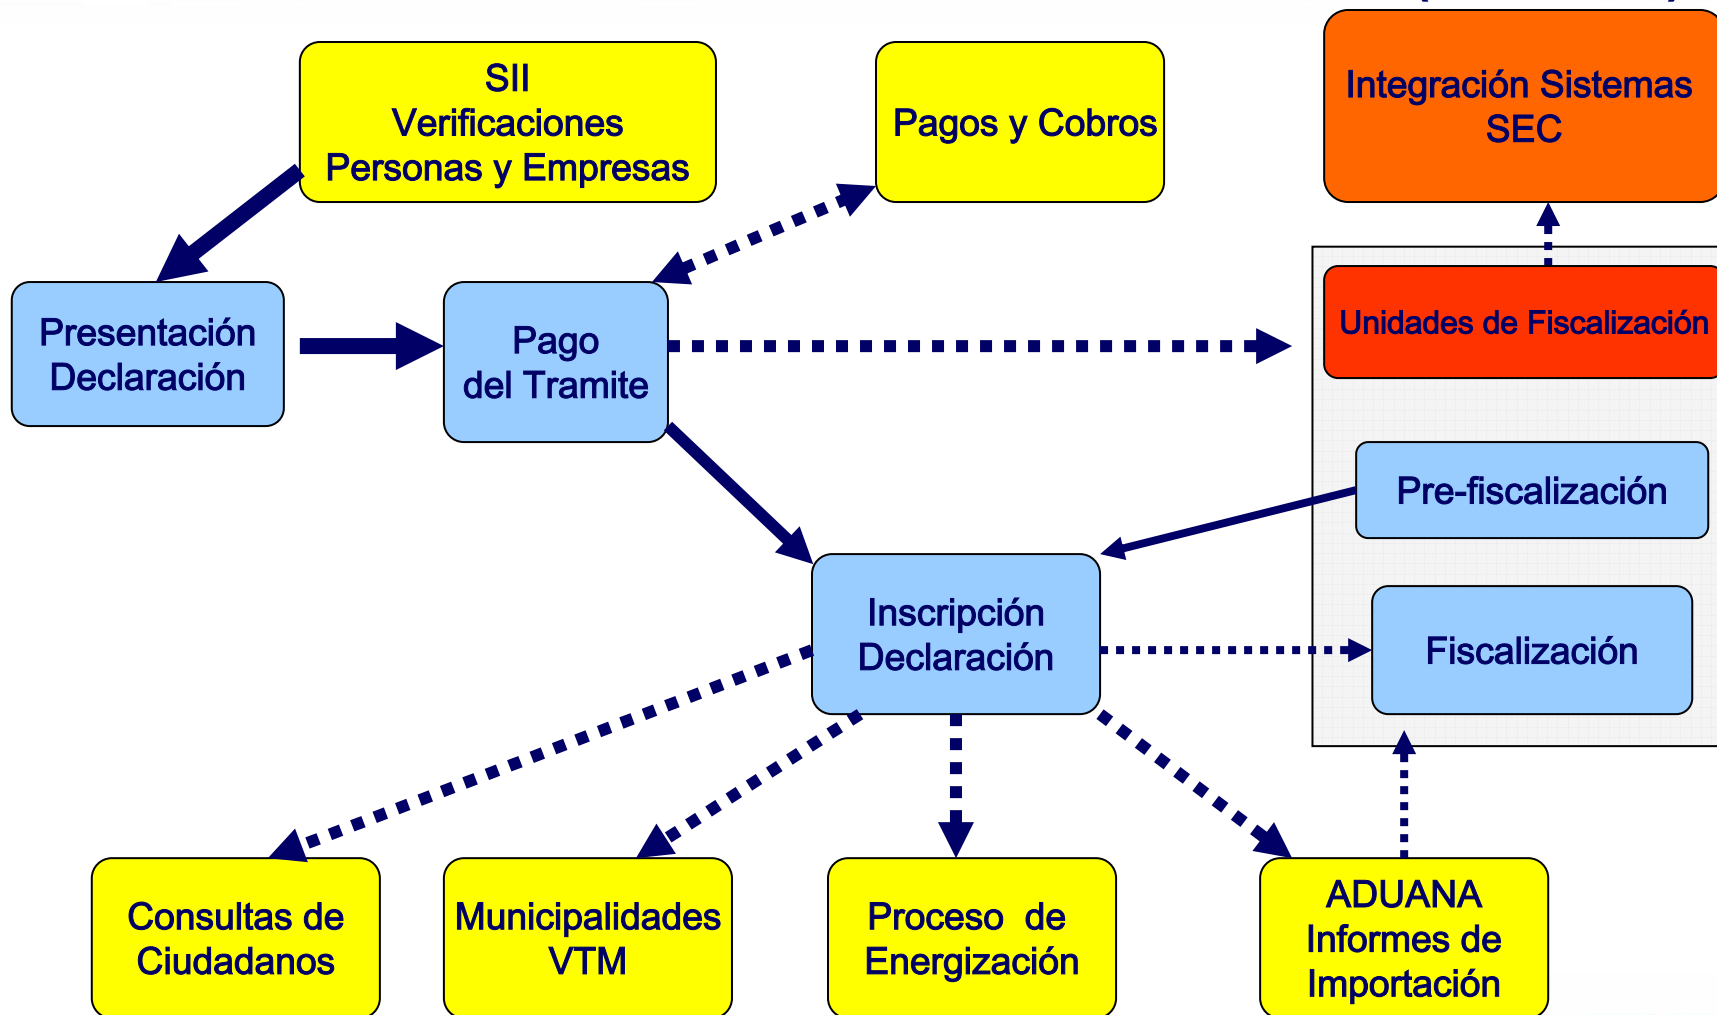 SII
Verificaciones
Personas y Empresas
Pagos y Cobros
Integración Sistemas
SEC
Presentación
Declaración
Pago
del Tramite
Unidades de Fiscalización
Pre-fiscalización
Inscripción
Declaración
Fiscalización
Consultas de
Ciudadanos
Municipalidades
VTM
Proceso de
Energización
ADUANA
Informes de
Importación